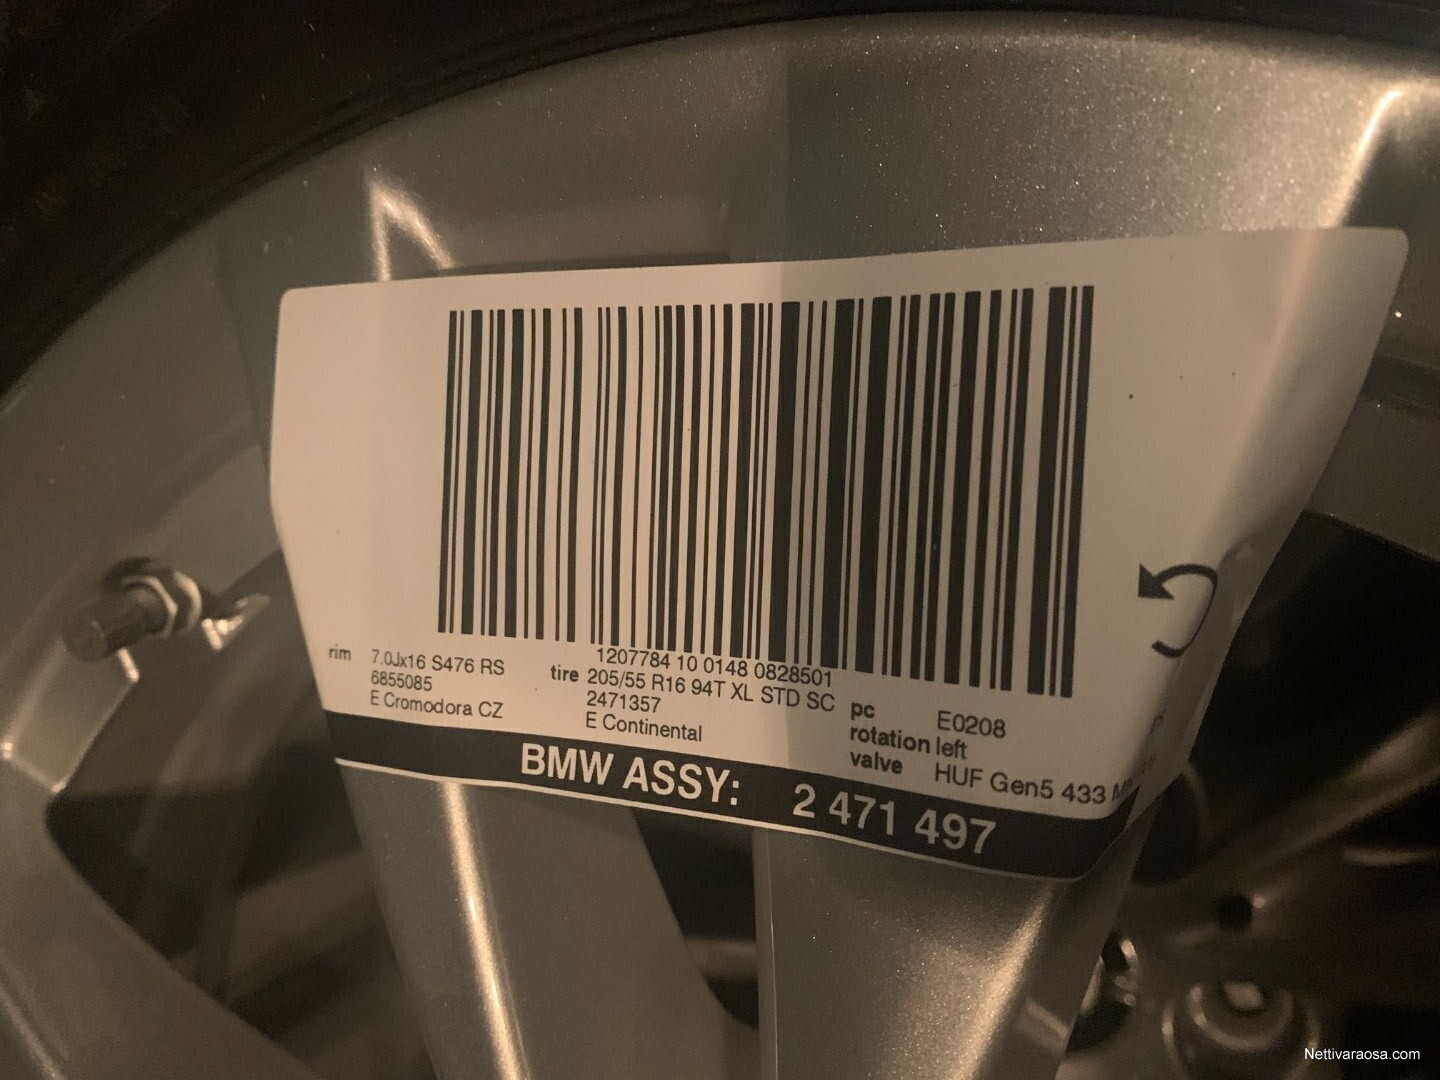 1207784 10 0148 0828501
rim 7.0Jx16 S476 RS
6855085
E Cromodora CZ
tire 205/55 R16 94T XL STD SC
2471357
E Continental
pc E0208
rotation left
valve HUF Gen5 433
BMW ASSY: 2 471 497
Nettivaraosa.com